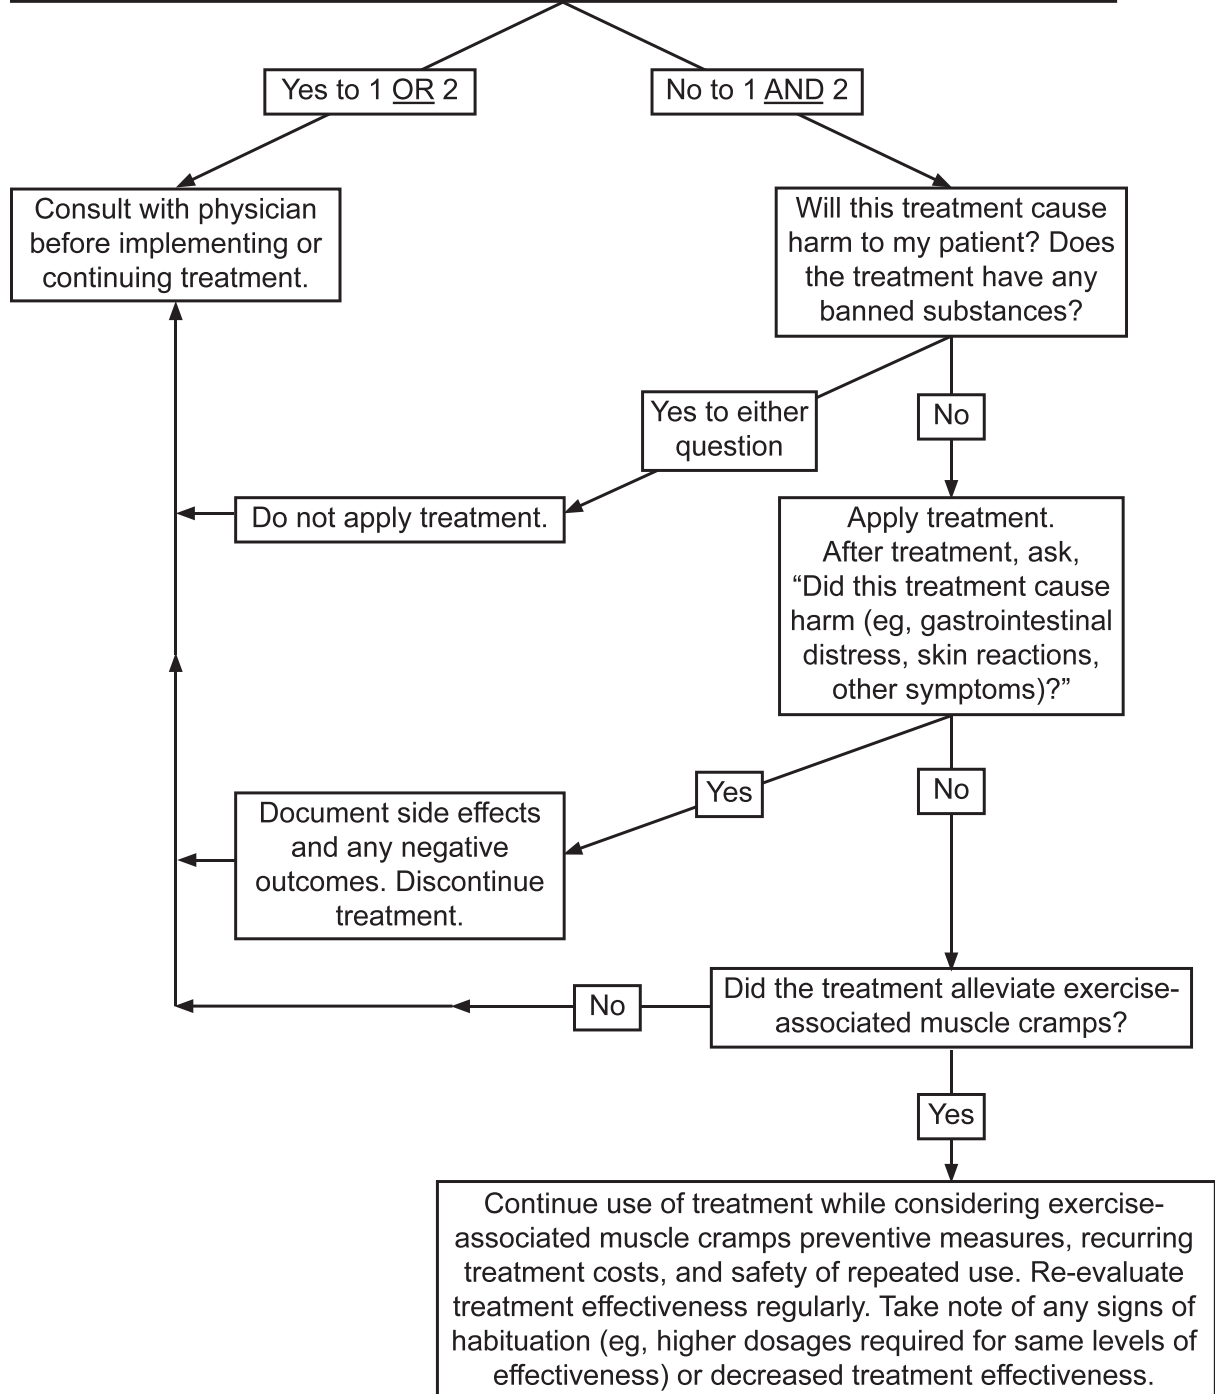 Yes to 1 OR 2
No to 1 AND 2
Consult with physician
before implementing or
continuing treatment.
Will this treatment cause
harm to my patient? Does
the treatment have any
banned substances?
Yes to either
question
No
Do not apply treatment.
Apply treatment.
After treatment, ask,
“Did this treatment cause
harm (eg, gastrointestinal
distress, skin reactions,
other symptoms)?”
Yes
No
Document side effects
and any negative
outcomes. Discontinue
treatment.
Did the treatment alleviate exercise-
associated muscle cramps?
No
Yes
Continue use of treatment while considering exercise-
associated muscle cramps preventive measures, recurring
treatment costs, and safety of repeated use. Re-evaluate
treatment effectiveness regularly. Take note of any signs of
habituation (eg, higher dosages required for same levels of
effectiveness) or decreased treatment effectiveness.